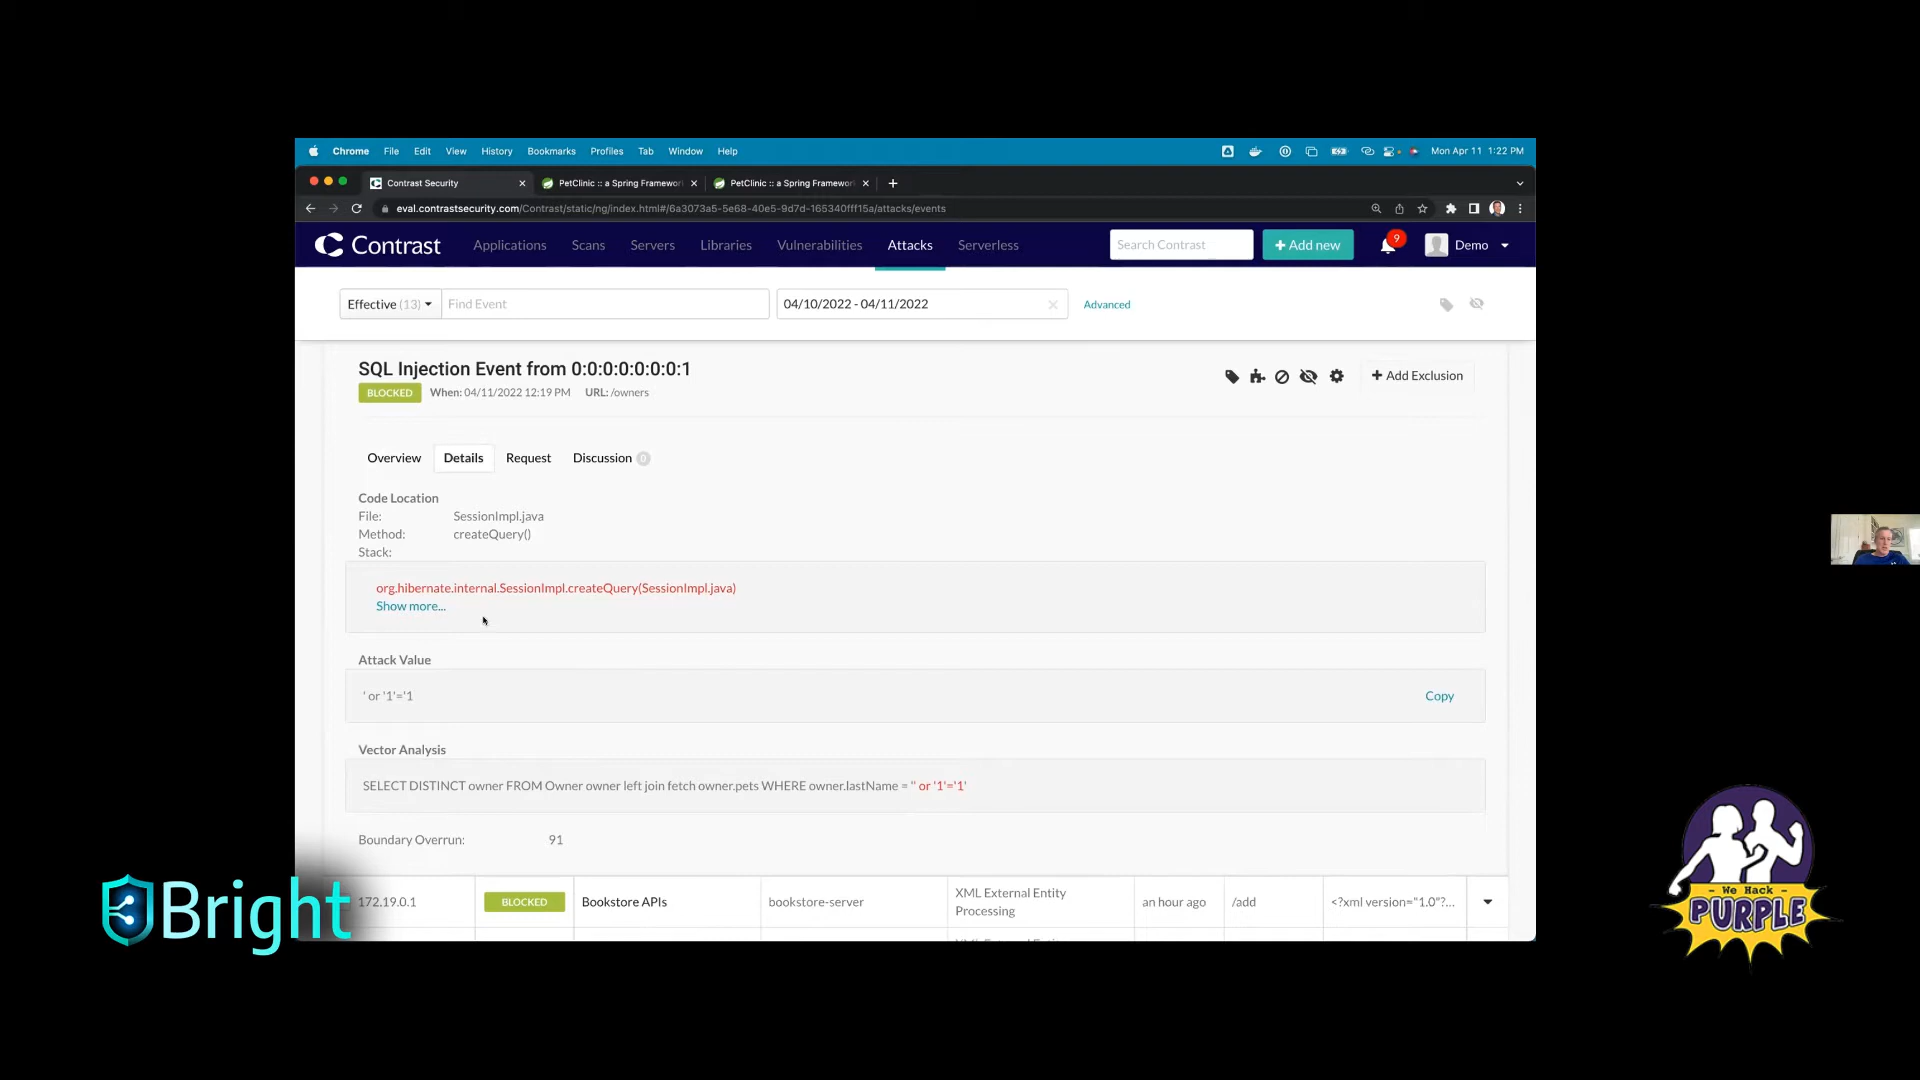 Chrome File Edit View History Bookmarks Profiles Tab Window Help Mon Apr 11 1:22 PM
Contrast Security PetClinic :: a Spring Framewor PetClinic :: a Spring Framewor
eval.contrastsecurity.com/Contrast/static/ng/index.html#/6a3073a5-5e68-40e5-9d7d-165340fff15a/attacks/events
Contrast Applications Scans Servers Libraries Vulnerabilities Attacks Serverless Search Contrast + Add new 9 Demo
Effective (13) Find Event 04/10/2022 - 04/11/2022 Advanced
SQL Injection Event from 0:0:0:0:0:0:0:1
+ Add Exclusion
BLOCKED When: 04/11/2022 12:19 PM URL: /owners
Overview Details Request Discussion 0
Code Location
File: SessionImpl.java
Method: createQuery()
Stack:
org.hibernate.internal.SessionImpl.createQuery(SessionImpl.java)
Show more...
Attack Value
' or '1'='1
Copy
Vector Analysis
SELECT DISTINCT owner FROM Owner owner left join fetch owner.pets WHERE owner.lastName = '' or '1'='1'
Boundary Overrun: 91
172.19.0.1 BLOCKED Bookstore APIs bookstore-server XML External Entity Processing an hour ago /add <?xml version="1.0"?...
Bright
We Hack
PURPLE